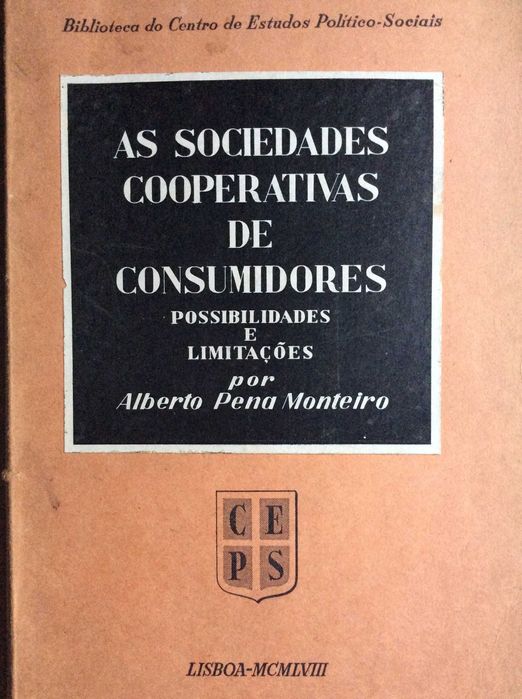 Biblioteca do Centro de Estudos Político-Sociais
AS SOCIEDADES
COOPERATIVAS
DE
CONSUMIDORES
POSSIBILIDADES
E
LIMITAÇÕES
por
Alberto Pena Monteiro
C E
P S
LISBOA-MCMLVIII